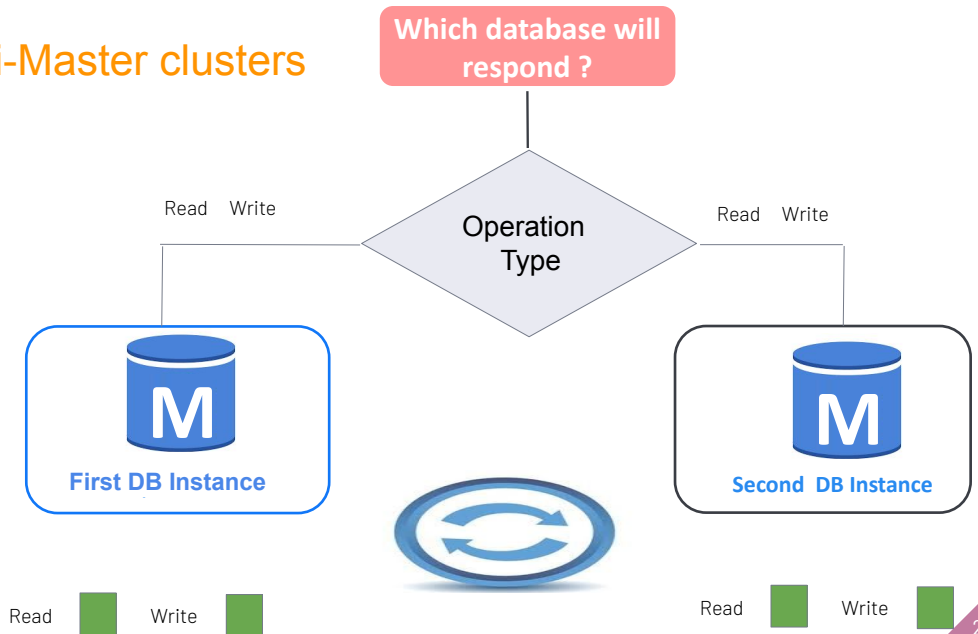 i-Master clusters
Which database will
respond ?
Operation
Type
Read Write
Read Write
M
First DB Instance
M
Second DB Instance
Read
Write
Read
Write